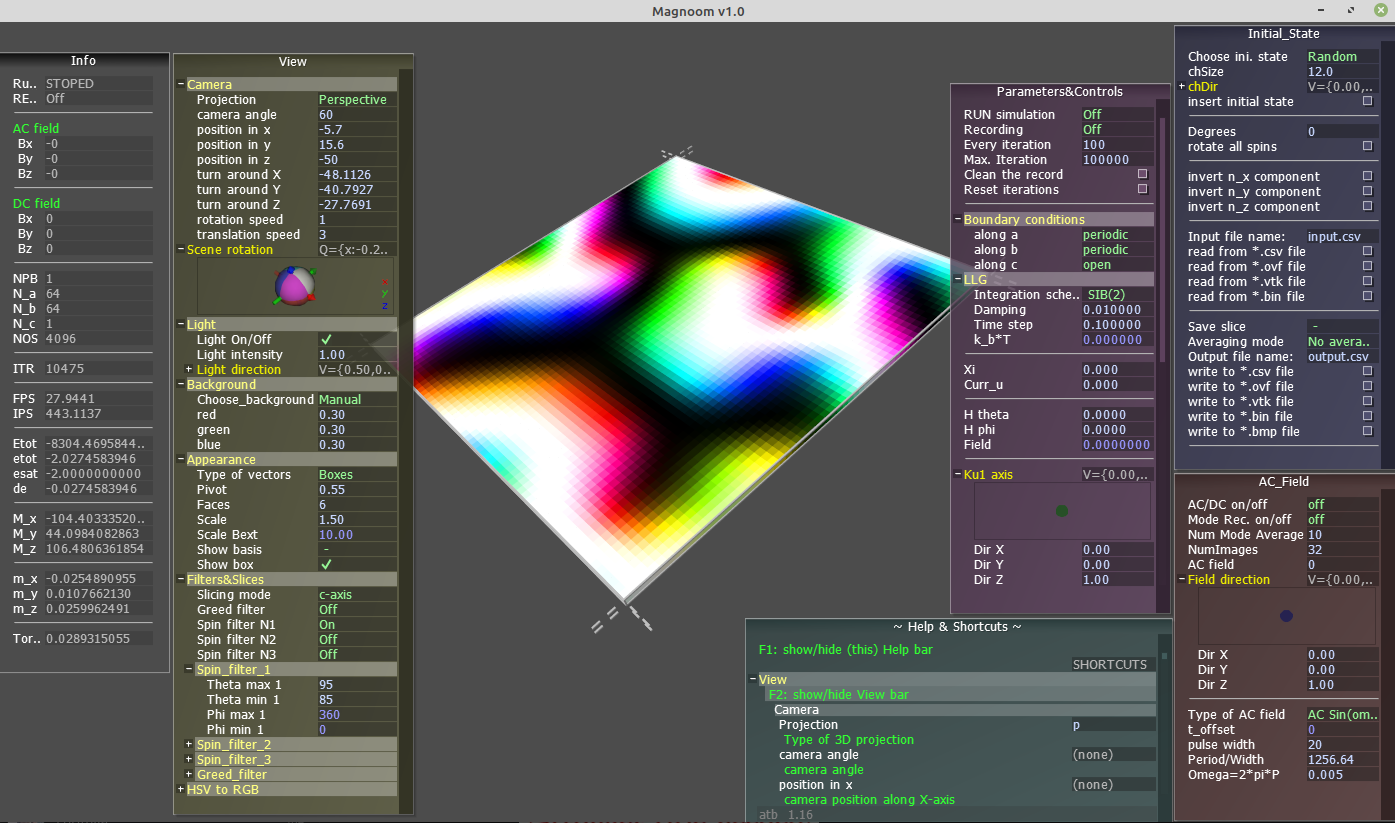 Magnoom v1.0
Info
Ru.. STOPED
RE.. Off
AC field
Bx -0
By -0
Bz -0
DC field
Bx 0
By 0
Bz 0
NPB 1
N_a 64
N_b 64
N_c 1
NOS 4096
ITR 10475
FPS 27.9441
IPS 443.1137
Etot -8304.4695844..
etot -2.0274583946
esat -2.0000000000
de -0.0274583946
M_x -104.40333520..
M_y 44.0984082863
M_z 106.4806361854
m_x -0.0254890955
m_y 0.0107662130
m_z 0.0259962491
Tor.. 0.0289315055
View
Camera
Projection Perspective
camera angle 60
position in x -5.7
position in y 15.6
position in z -50
turn around X -48.1126
turn around Y -40.7927
turn around Z -27.7691
rotation speed 1
translation speed 3
Scene rotation Q={x:-0.2..
x
y
z
Light
Light On/Off ✓
Light intensity 1.00
Light direction V={0.50,0..
Background
Choose_background Manual
red 0.30
green 0.30
blue 0.30
Appearance
Type of vectors Boxes
Pivot 0.55
Faces 6
Scale 1.50
Scale Bext 10.00
Show basis -
Show box ✓
Filters&Slices
Slicing mode c-axis
Greed filter Off
Spin filter N1 On
Spin filter N2 Off
Spin filter N3 Off
Spin_filter_1
Theta max 1 95
Theta min 1 85
Phi max 1 360
Phi min 1 0
Spin_filter_2
Spin_filter_3
Greed_filter
HSV to RGB
Parameters&Controls
RUN simulation Off
Recording Off
Every iteration 100
Max. Iteration 100000
Clean the record
Reset iterations
Boundary conditions
along a periodic
along b periodic
along c open
LLG
Integration sche.. SIB(2)
Damping 0.010000
Time step 0.100000
k_b*T 0.000000
Xi 0.000
Curr_u 0.000
H theta 0.0000
H phi 0.0000
Field 0.0000000
Ku1 axis V={0.00,..
Dir X 0.00
Dir Y 0.00
Dir Z 1.00
~ Help & Shortcuts ~
F1: show/hide (this) Help bar
SHORTCUTS
View
F2: show/hide View bar
Camera
Projection p
Type of 3D projection
camera angle (none)
camera angle
position in x (none)
camera position along X-axis
atb 1.16
Initial_State
Choose ini. state Random
chSize 12.0
chDir V={0.00,..
insert initial state
Degrees 0
rotate all spins
invert n_x component
invert n_y component
invert n_z component
Input file name: input.csv
read from *.csv file
read from *.ovf file
read from *.vtk file
read from *.bin file
Save slice -
Averaging mode No avera..
Output file name: output.csv
write to *.csv file
write to *.ovf file
write to *.vtk file
write to *.bin file
write to *.bmp file
AC_Field
AC/DC on/off off
Mode Rec. on/off off
Num Mode Average 10
NumImages 32
AC field 0
Field direction V={0.00,..
Dir X 0.00
Dir Y 0.00
Dir Z 1.00
Type of AC field AC Sin(om..
t_offset 0
pulse width 20
Period/Width 1256.64
Omega=2*pi*P 0.005